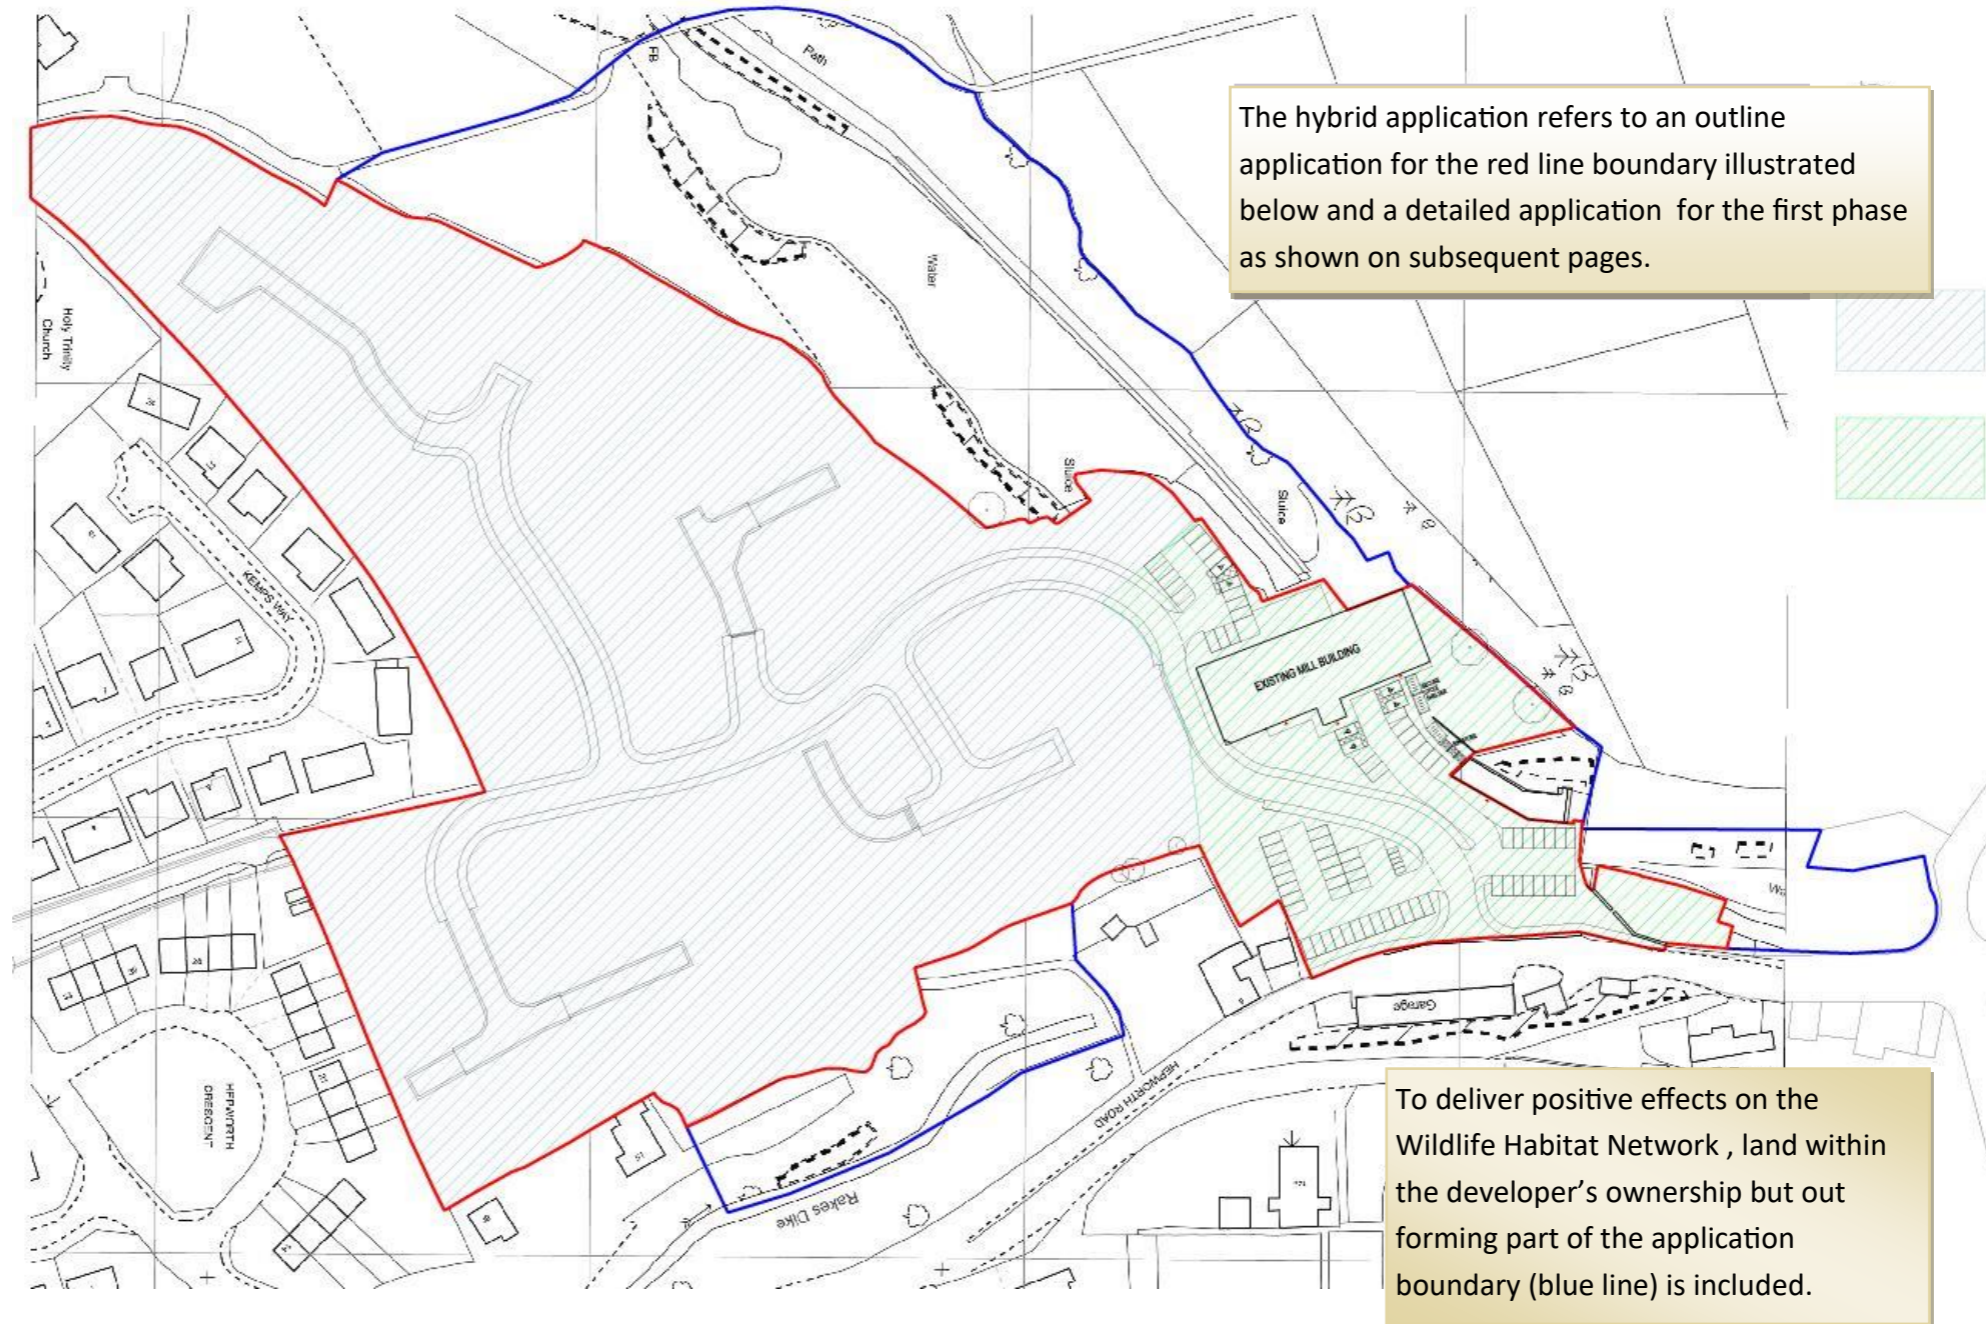 The hybrid application refers to an outline
application for the red line boundary illustrated
below and a detailed application for the first phase
as shown on subsequent pages.
Path
FB
Water
Holy Trinity
Church
Sluice
Sluice
KEMPS WAY
EXISTING MILL BUILDING
Garage
HEPWORTH ROAD
HEPWORTH
CRESCENT
Rakes Dike
To deliver positive effects on the
Wildlife Habitat Network , land within
the developer’s ownership but out
forming part of the application
boundary (blue line) is included.